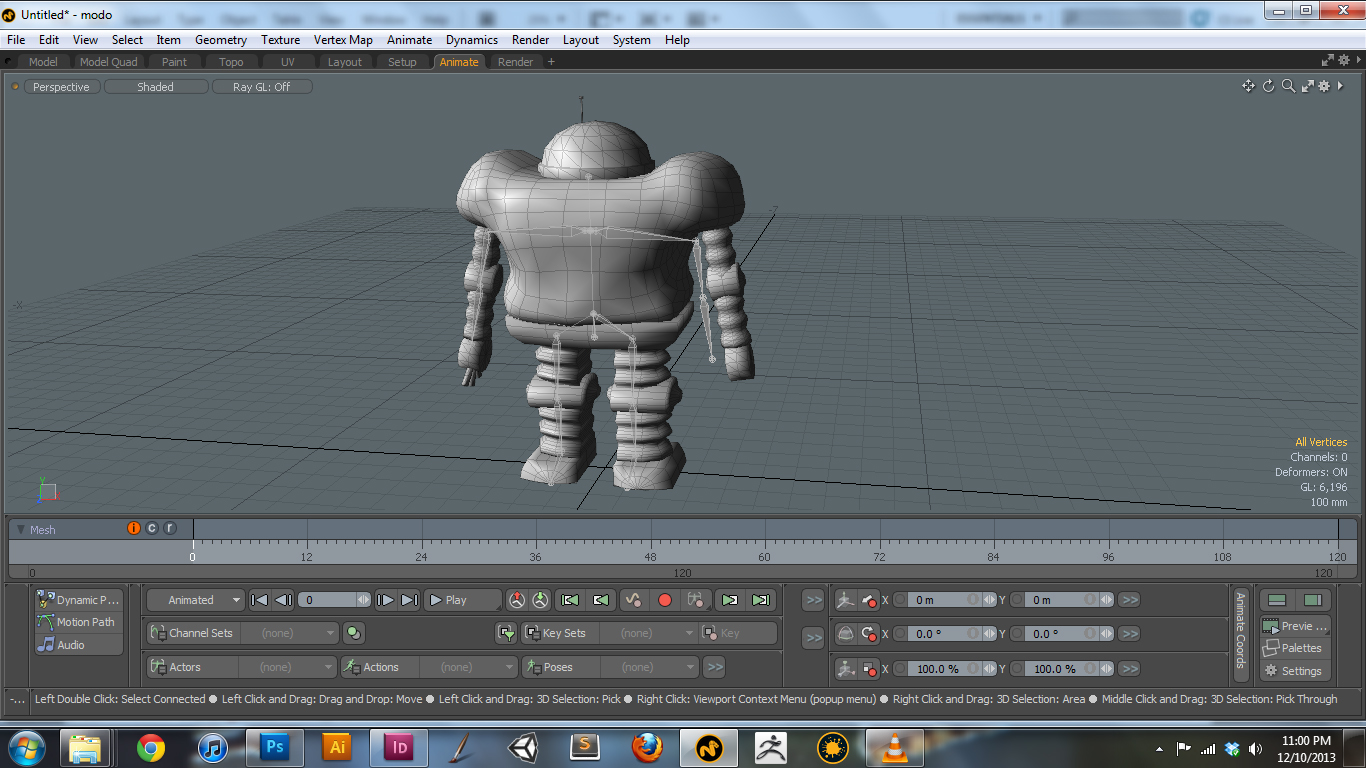 Untitled* - modo
File Edit View Select Item Geometry Texture Vertex Map Animate Dynamics Render Layout System Help
Model Model Quad Paint Topo UV Layout Setup Animate Render +
Perspective Shaded Ray GL: Off
All Vertices
Channels: 0
Deformers: ON
GL: 6,196
100 mm
Y
Mesh i c r
0 12 24 36 48 60 72 84 96 108 120
0 120 120
Dynamic P... Animated 0 Play >> X 0 m Y 0 m >>
Motion Path Channel Sets (none) Key Sets (none) Key >> X 0.0 ° Y 0.0 ° >>
Audio Actors (none) Actions (none) Poses (none) >> X 100.0 % Y 100.0 % >>
Animate Coords
Previe ...
Palettes
Settings
-... Left Double Click: Select Connected ● Left Click and Drag: Drag and Drop: Move ● Left Click and Drag: 3D Selection: Pick ● Right Click: Viewport Context Menu (popup menu) ● Right Click and Drag: 3D Selection: Area ● Middle Click and Drag: 3D Selection: Pick Through
Ps Ai Id S
11:00 PM
12/10/2013